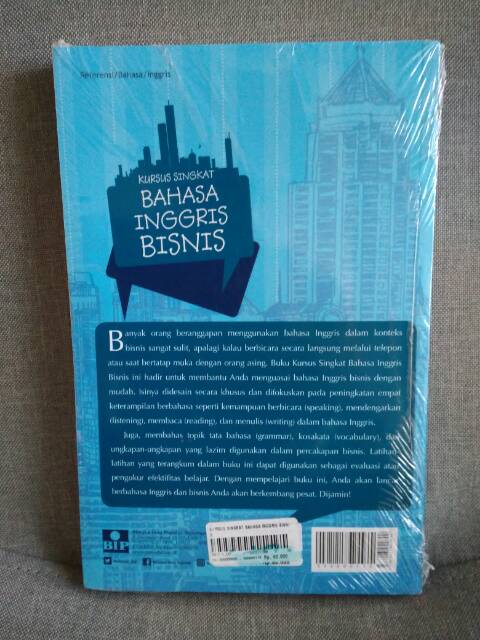 Referensi/Bahasa/Inggris
KURSUS SINGKAT
BAHASA
INGGRIS
BISNIS
Banyak orang beranggapan menggunakan bahasa Inggris dalam konteks
bisnis sangat sulit, apalagi kalau berbicara secara langsung melalui telepon
atau saat bertatap muka dengan orang asing. Buku Kursus Singkat Bahasa Inggris
Bisnis ini hadir untuk membantu Anda menguasai bahasa Inggris bisnis dengan
mudah. Isinya didesain secara khusus dan difokuskan pada peningkatan empat
keterampilan berbahasa seperti kemampuan berbicara (speaking), mendengarkan
(listening), membaca (reading), dan menulis (writing) dalam bahasa Inggris.
Juga, membahas topik tata bahasa (grammar), kosakata (vocabulary), dan
ungkapan-ungkapan yang lazim digunakan dalam percakapan bisnis. Latihan-
latihan yang terangkum dalam buku ini dapat digunakan sebagai evaluasi atau
pengukur efektifitas belajar. Dengan mempelajari buku ini, Anda akan lancar
berbahasa Inggris dan bisnis Anda akan berkembang pesat. Dijamin!
BIP
KURSUS SINGKAT BAHASA INGGRIS BISNI